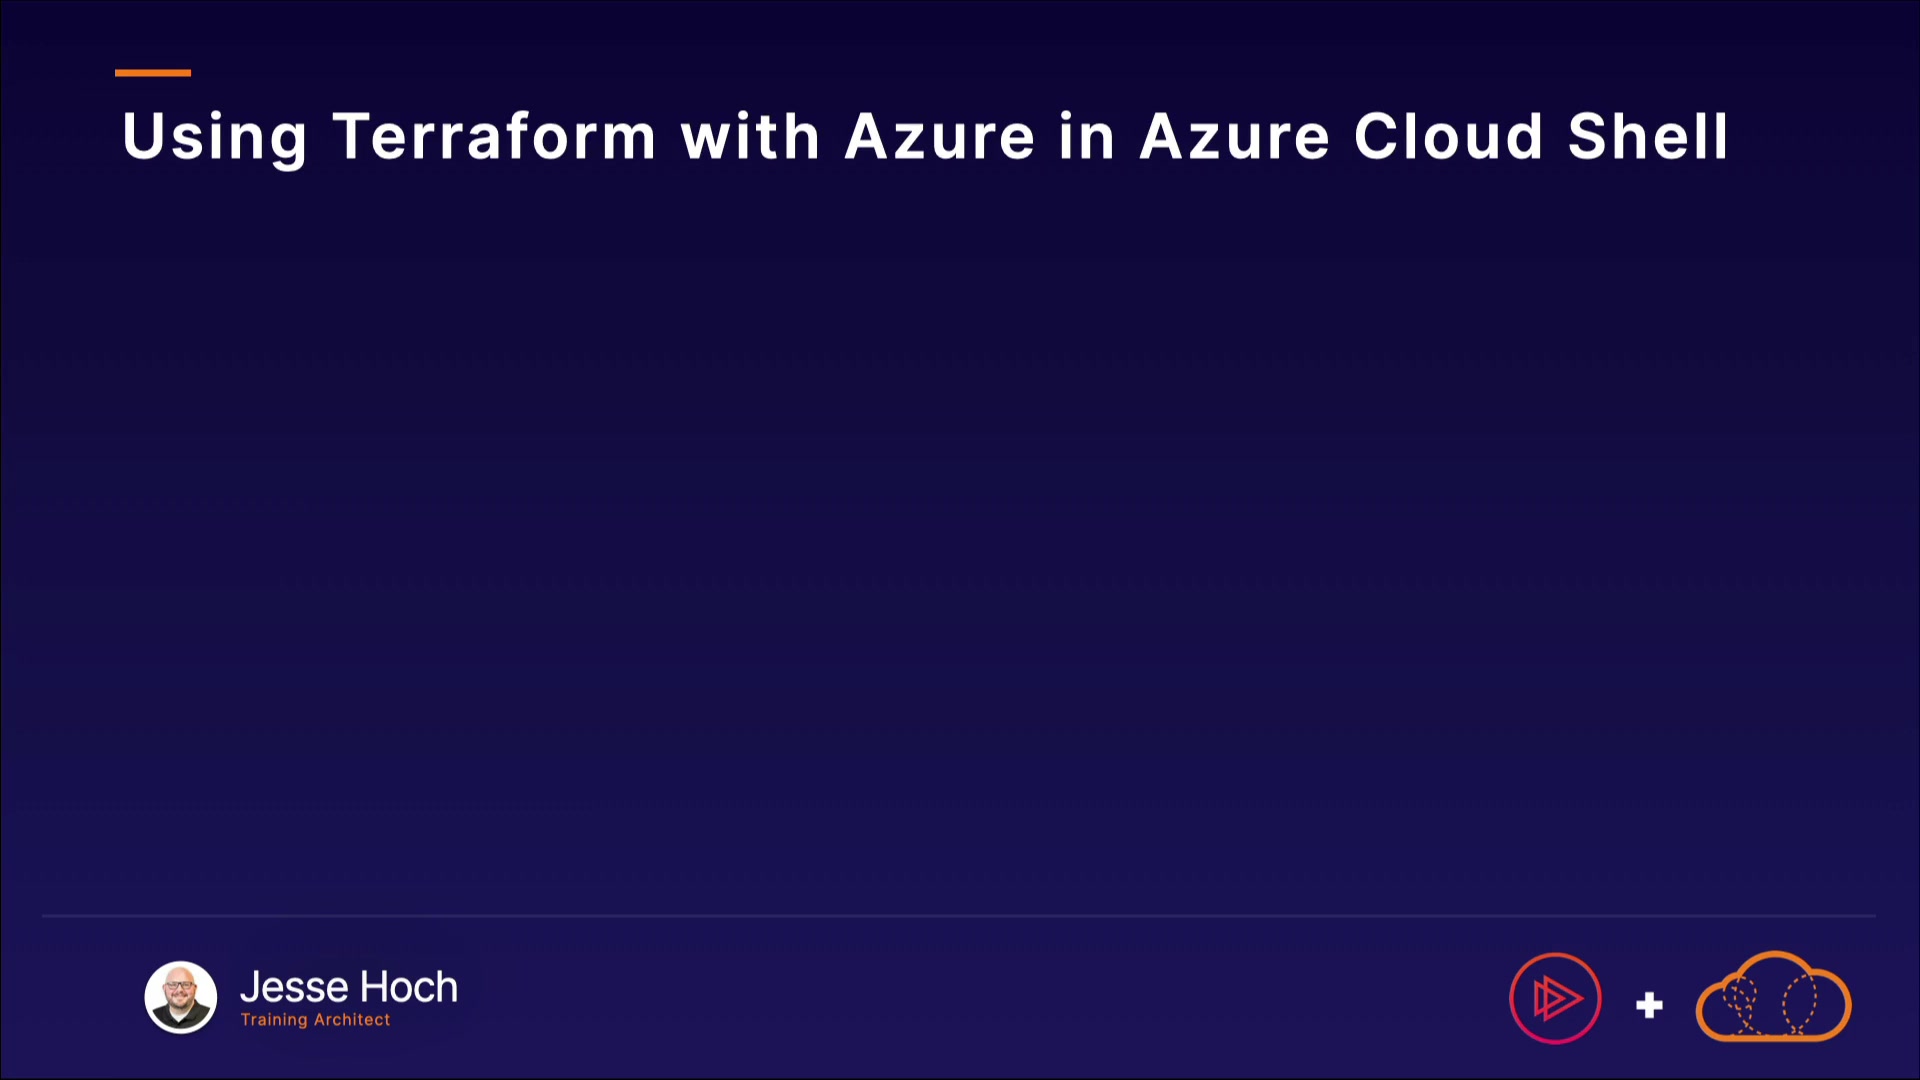 Using Terraform with Azure in Azure Cloud Shell
Jesse Hoch
Training Architect